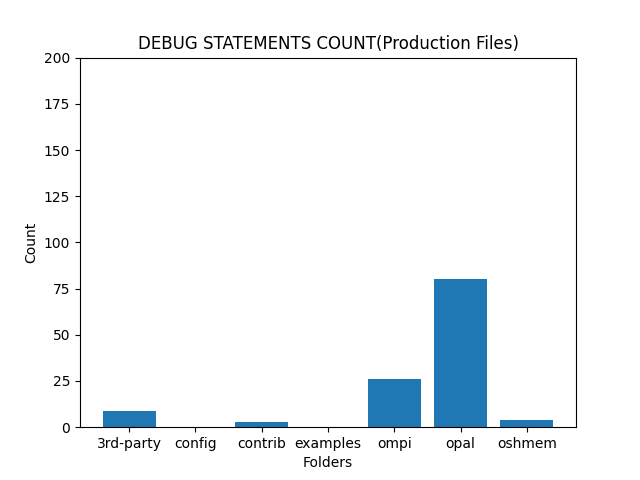 DEBUG STATEMENTS COUNT(Production Files)
200
175
150
125
100
75
50
25
0
Count
3rd-party config contrib examples ompi opal oshmem
Folders